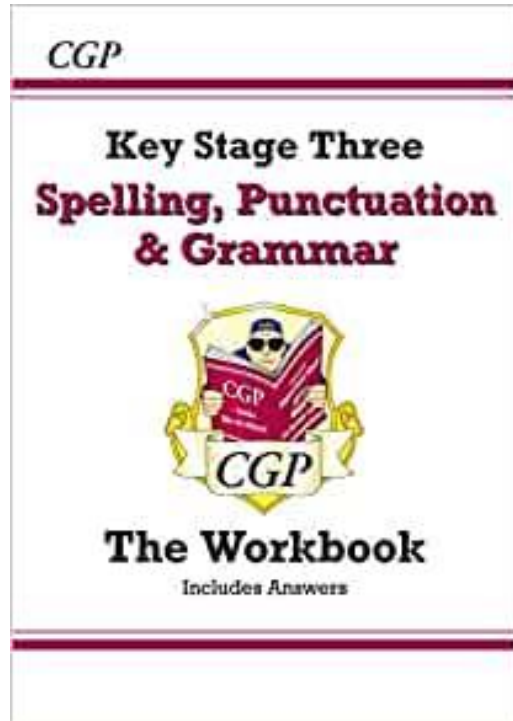 CGP
Key Stage Three
Spelling, Punctuation
& Grammar
CGP
CGP
The Workbook
Includes Answers